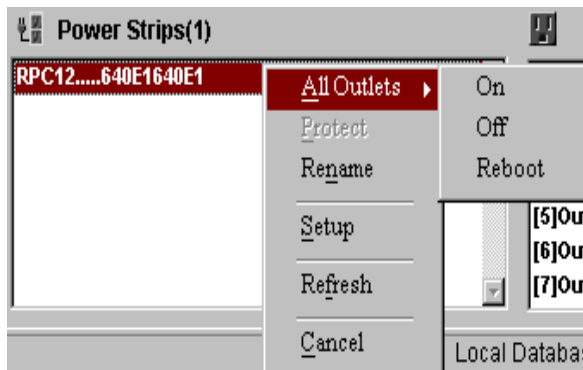 Power Strips(1)
RPC12.....640E1640E1
All Outlets
Protect
Rename
Setup
Refresh
Cancel
On
Off
Reboot
[5]Ou
[6]Ou
[7]Ou
Local Databas